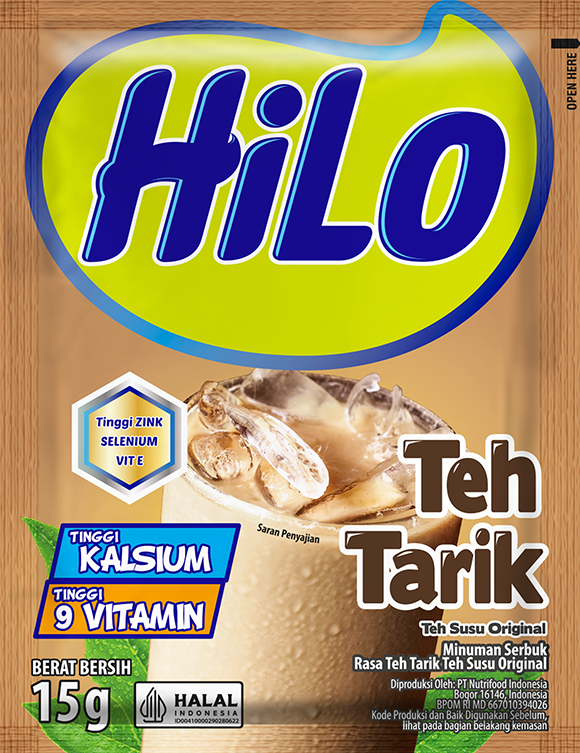 OPEN HERE
HiLo
Tinggi ZINK
SELENIUM
VIT E
Teh
Tarik
Saran Penyajian
TINGGI
KALSIUM
TINGGI
9 VITAMIN
Teh Susu Original
Minuman Serbuk
Rasa Teh Tarik Teh Susu Original
BERAT BERSIH
15g
HALAL
INDONESIA
ID00410000290280622
Diproduksi Oleh: PT Nutrifood Indonesia
Bogor 16146, Indonesia
BPOM RI MD 667010394026
Kode Produksi dan Baik Digunakan Sebelum,
lihat pada bagian belakang kemasan